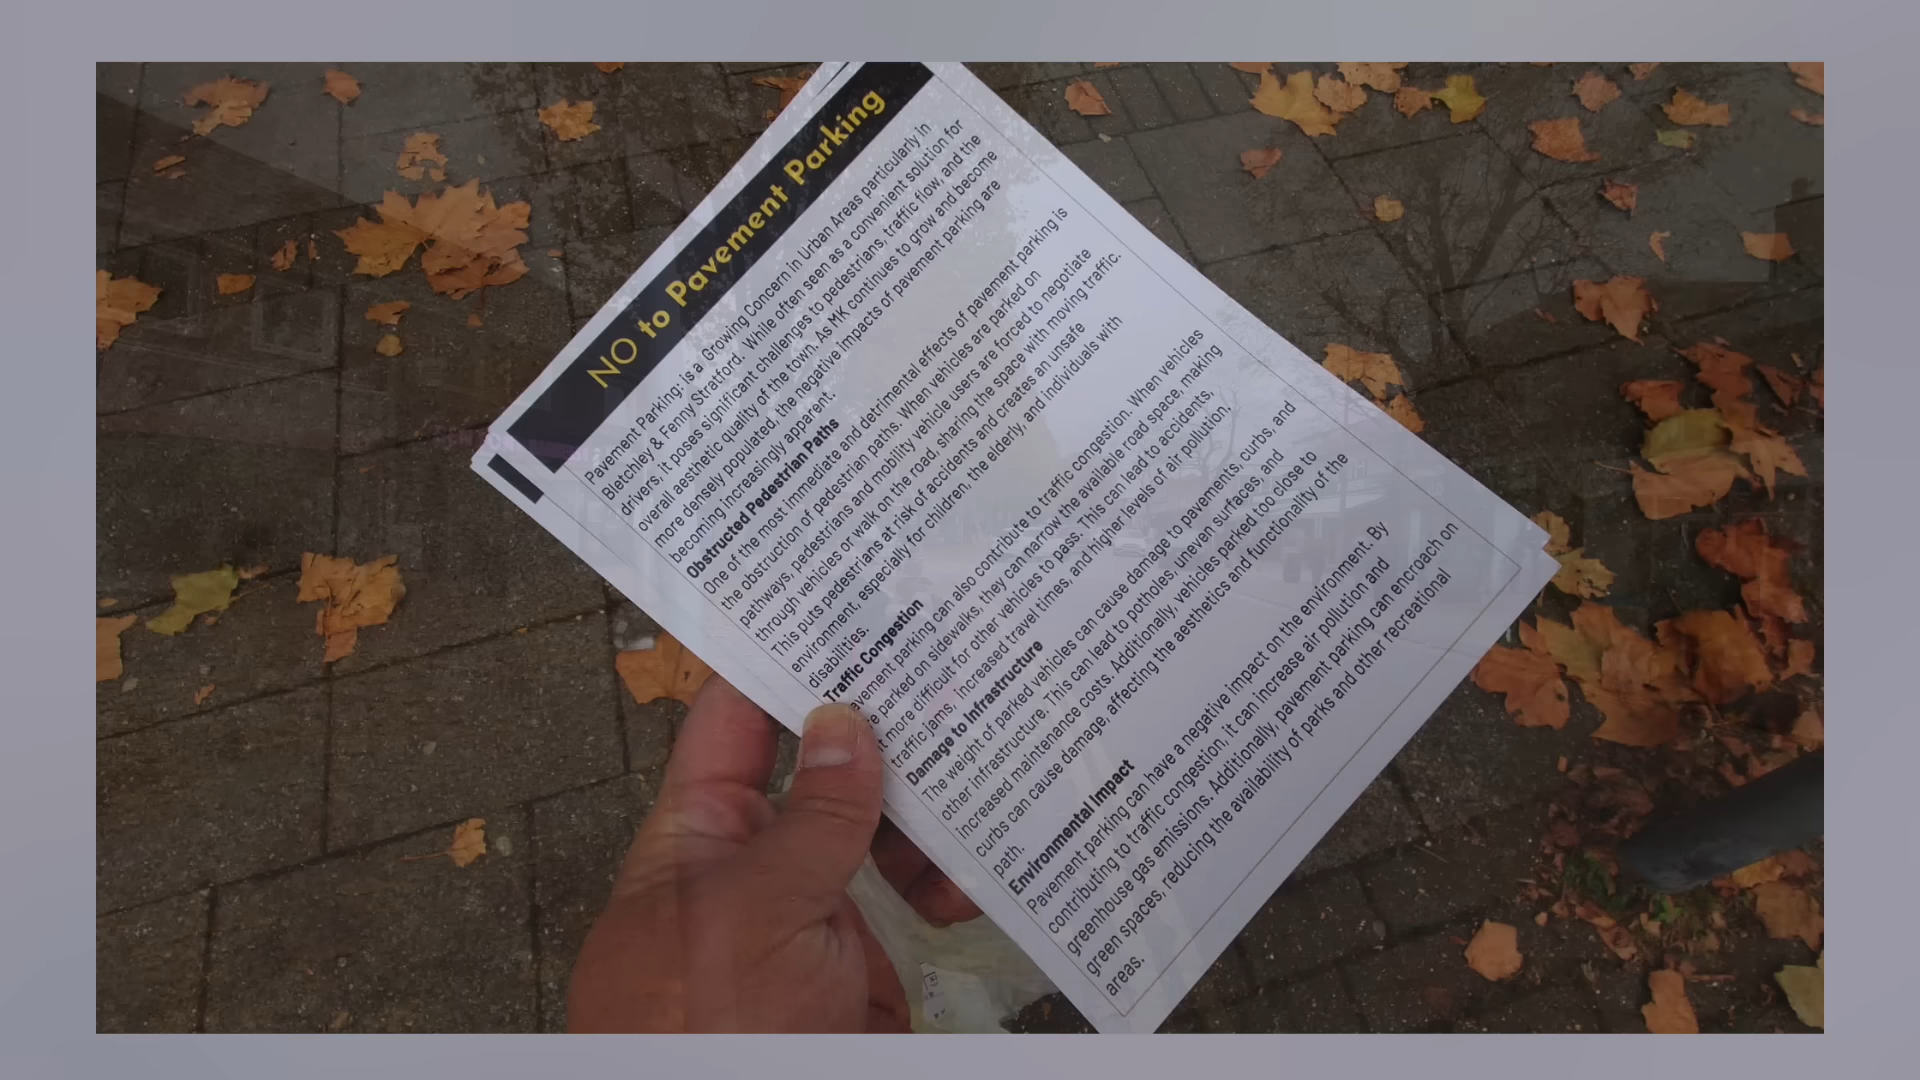 NO to Pavement Parking
Pavement Parking: is a Growing Concern in Urban Areas particularly in
Bletchley & Fenny Stratford. While often seen as a convenient solution for
drivers, it poses significant challenges to pedestrians, traffic flow, and the
overall aesthetic quality of the town. As MK continues to grow and become
more densely populated, the negative impacts of pavement parking are
becoming increasingly apparent.
Obstructed Pedestrian Paths
One of the most immediate and detrimental effects of pavement parking is
the obstruction of pedestrian paths. When vehicles are parked on
pathways, pedestrians and mobility vehicle users are forced to negotiate
through vehicles or walk on the road, sharing the space with moving traffic.
This puts pedestrians at risk of accidents and creates an unsafe
environment, especially for children, the elderly, and individuals with
disabilities.
Traffic Congestion
avement parking can also contribute to traffic congestion. When vehicles
re parked on sidewalks, they can narrow the available road space, making
t more difficult for other vehicles to pass. This can lead to accidents,
traffic jams, increased travel times, and higher levels of air pollution,
Damage to Infrastructure
The weight of parked vehicles can cause damage to pavements, curbs, and
other infrastructure. This can lead to potholes, uneven surfaces, and
increased maintenance costs. Additionally, vehicles parked too close to
curbs can cause damage, affecting the aesthetics and functionality of the
path.
Environmental Impact
Pavement parking can have a negative impact on the environment. By
contributing to traffic congestion, it can increase air pollution and
greenhouse gas emissions. Additionally, pavement parking can encroach on
green spaces, reducing the availability of parks and other recreational
areas.